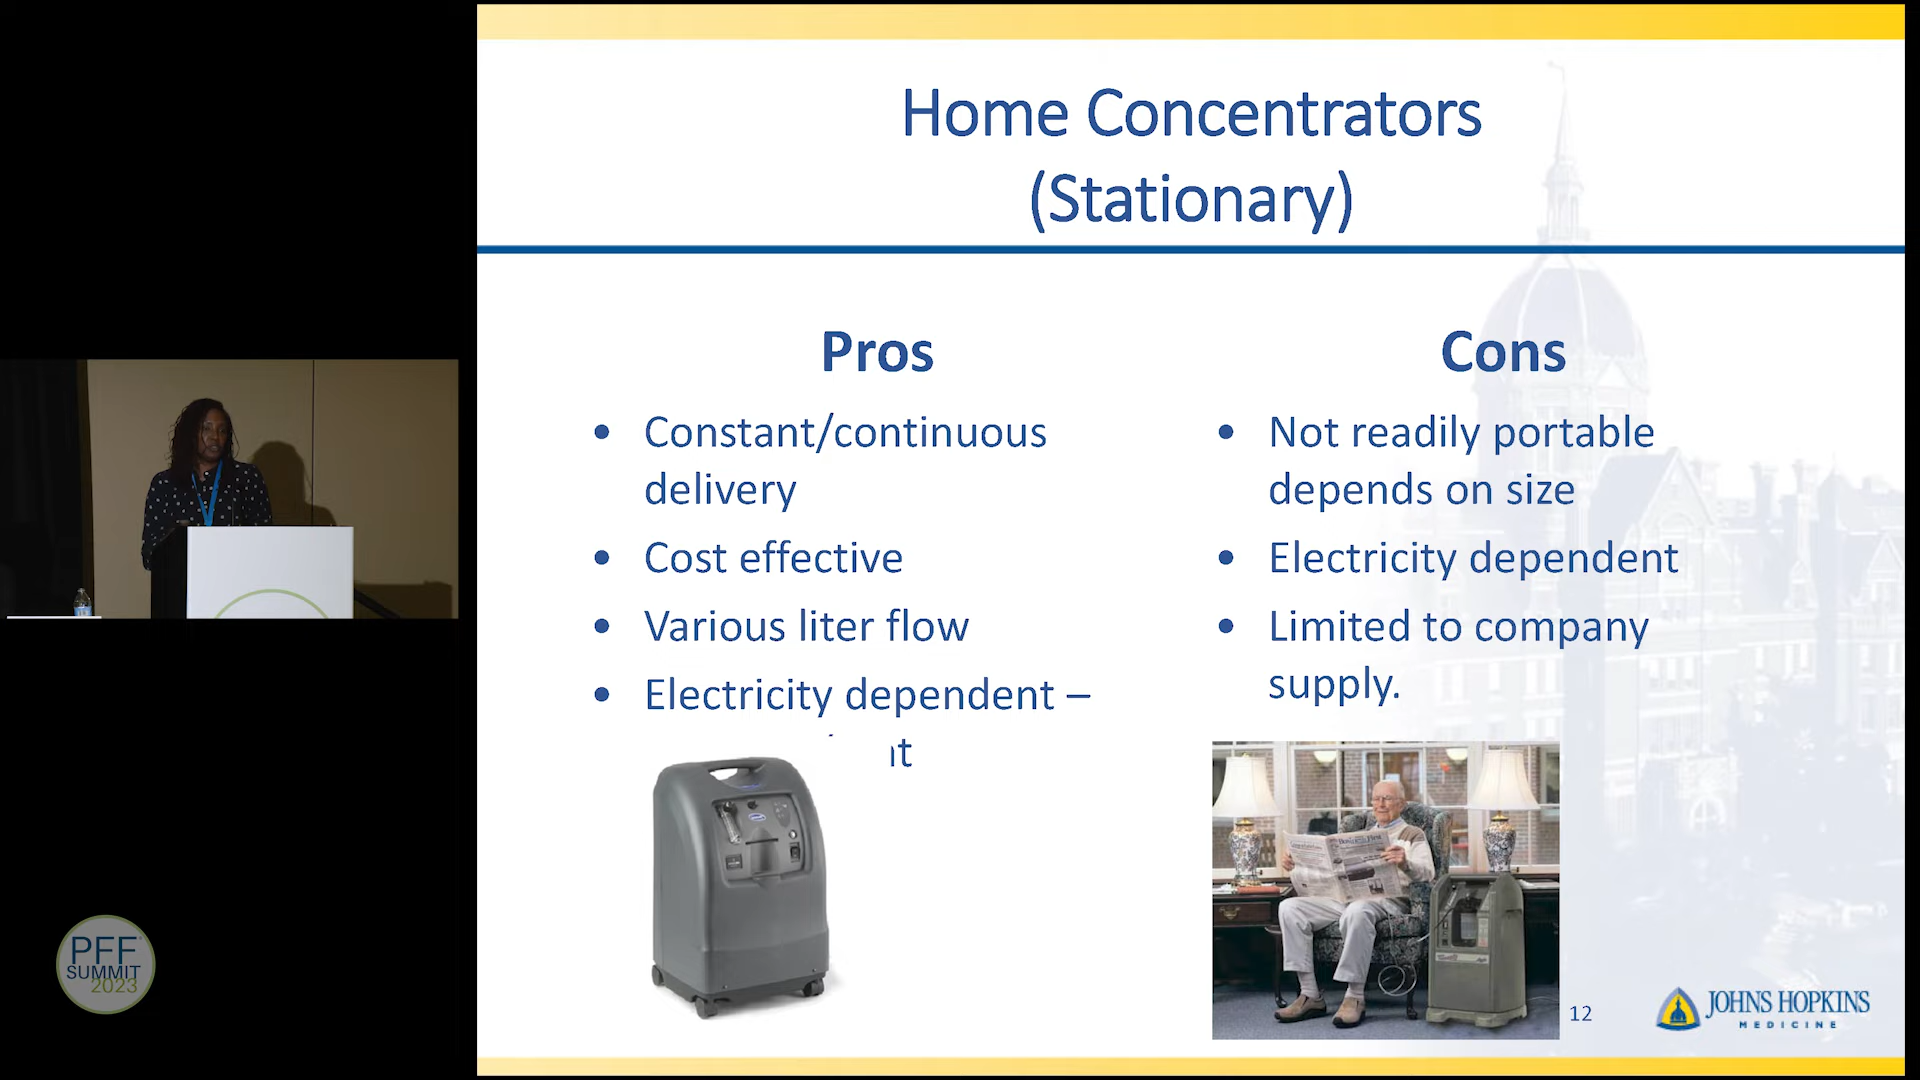 Home Concentrators
(Stationary)
Pros
Constant/continuous
delivery
Cost effective
Various liter flow
Electricity dependent –
Cons
Not readily portable
depends on size
Electricity dependent
Limited to company
supply.
12
JOHNS HOPKINS
MEDICINE
PFF
SUMMIT
2023